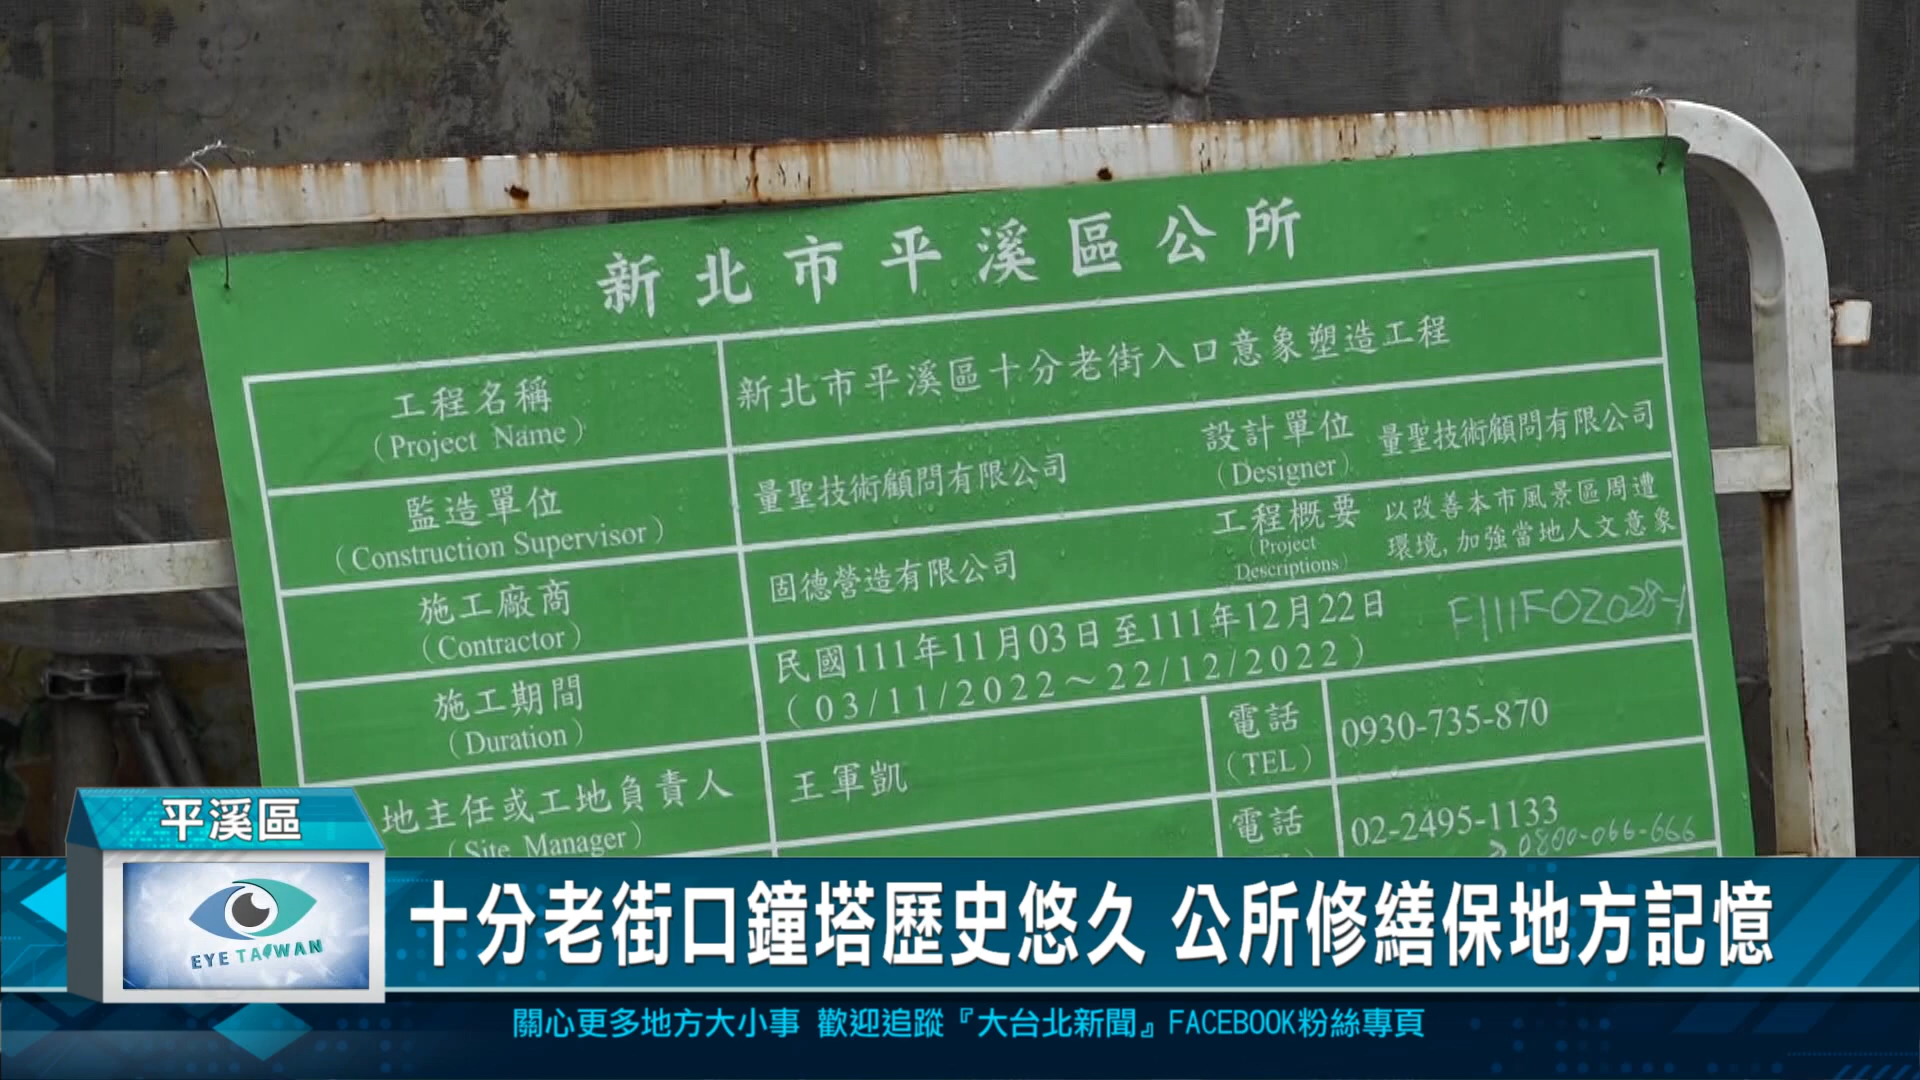 新北市平溪區公所
工程名稱
(Project Name)
新北市平溪區十分老街入口意象塑造工程
監造單位
(Construction Supervisor)
量聖技術顧問有限公司
設計單位
(Designer)
量聖技術顧問有限公司
施工廠商
(Contractor)
固德營造有限公司
工程概要
(Project
Descriptions)
以改善本市風景區周遭
環境,加強當地人文意象
施工期間
(Duration)
民國111年11月03日至111年12月22日
(03/11/2022～22/12/2022)
F111F02028-1
地主任或工地負責人
(Site Manager)
王軍凱
電話
(TEL)
0930-735-870
電話
02-2495-1133
0800-066-666
平溪區
EYE TAIWAN
十分老街口鐘塔歷史悠久 公所修繕保地方記憶
關心更多地方大小事 歡迎追蹤『大台北新聞』FACEBOOK粉絲專頁